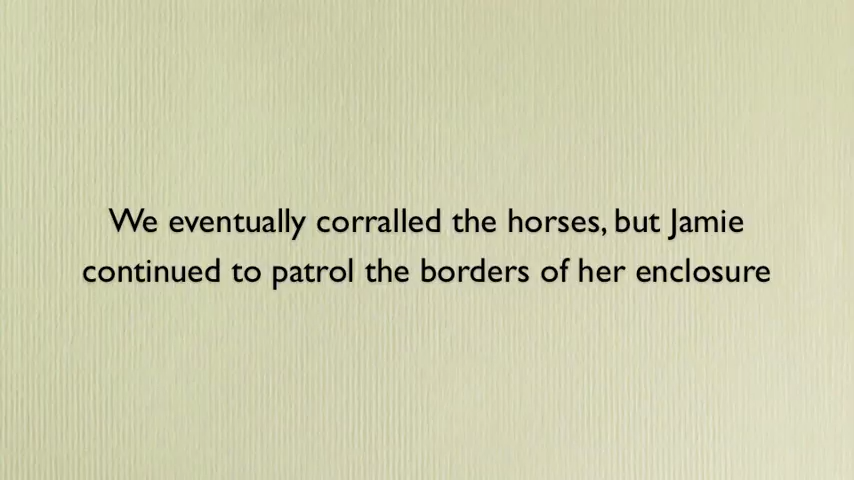 We eventually corralled the horses, but Jamie
continued to patrol the borders of her enclosure